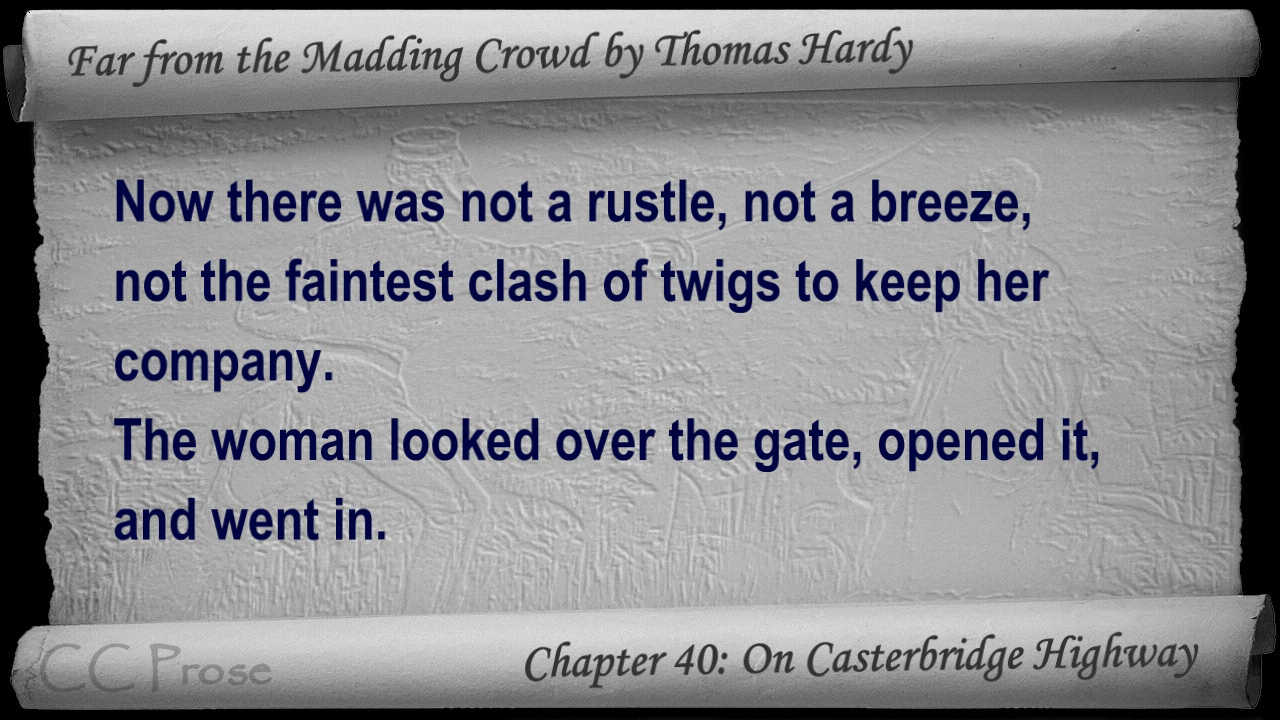 Far from the Madding Crowd by Thomas Hardy
Now there was not a rustle, not a breeze,
not the faintest clash of twigs to keep her
company.
The woman looked over the gate, opened it,
and went in.
CC Prose
Chapter 40: On Casterbridge Highway